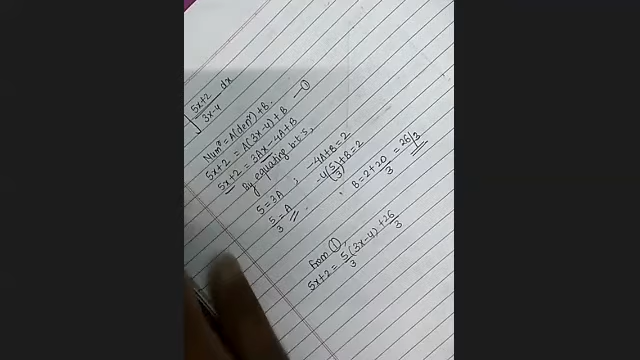 ∫ 5x+2/3x-4 dx
Numʳ = A(denʳ) + B.
5x+2 = A(3x-4) + B —①
5x+2 = 3Ax - 4A + B
by equating b.t.s,
5 = 3A ; -4A+B = 2
5/3 = A -4(5/3)+B = 2
B = 2 + 20/3 = 26/3
from ①,
5x+2 = 5/3 (3x-4) + 26/3